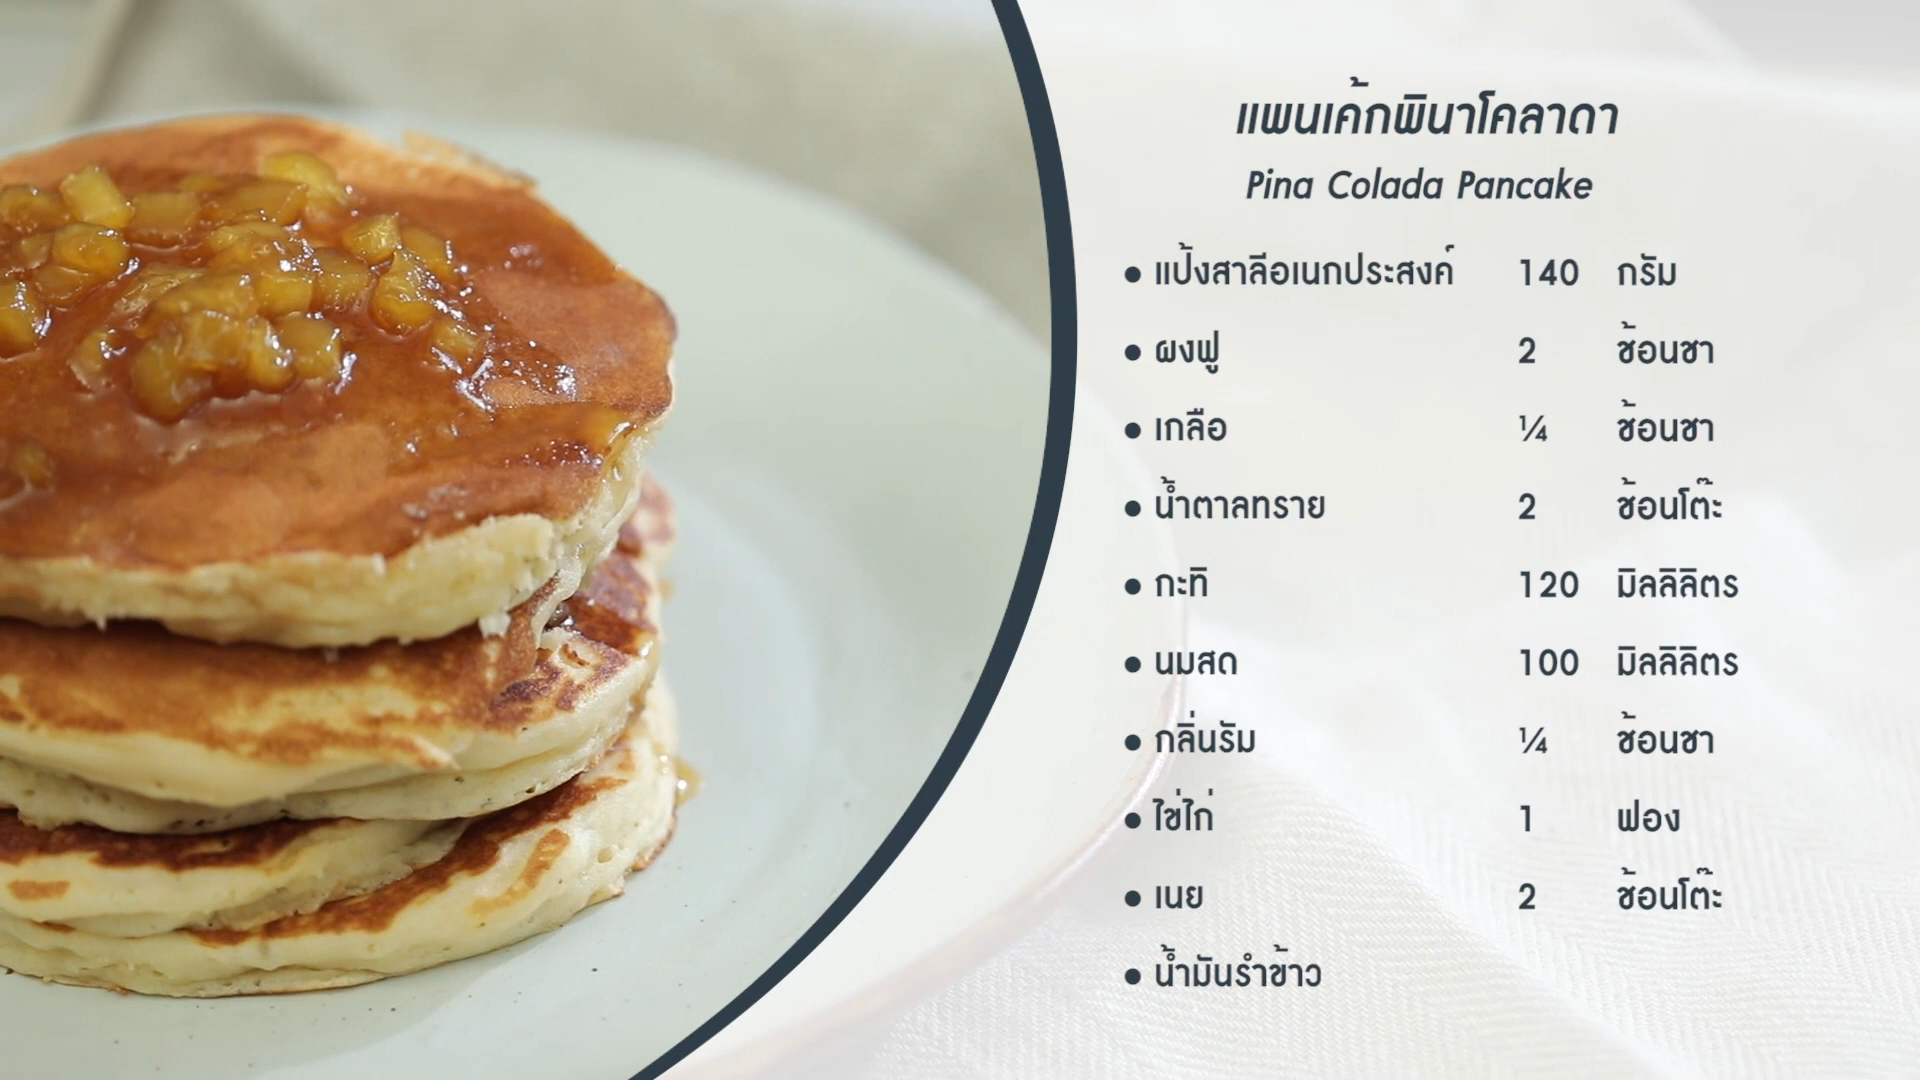 แพนเค้กพินาโคลาดา
Pina Colada Pancake
• แป้งสาลีอเนกประสงค์ 140 กรัม
• ผงฟู 2 ช้อนชา
• เกลือ ¼ ช้อนชา
• น้ำตาลทราย 2 ช้อนโต๊ะ
• กะทิ 120 มิลลิลิตร
• นมสด 100 มิลลิลิตร
• กลิ่นรัม ¼ ช้อนชา
• ไข่ไก่ 1 ฟอง
• เนย 2 ช้อนโต๊ะ
• น้ำมันรำข้าว